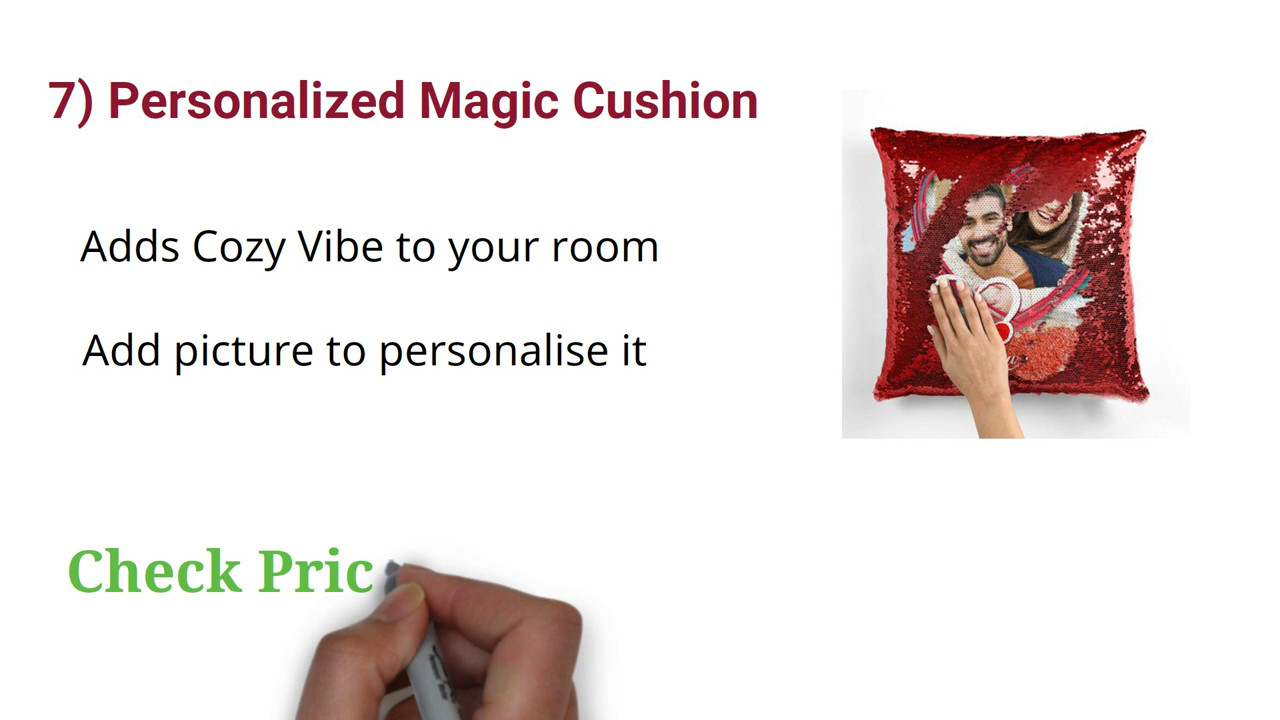 7) Personalized Magic Cushion
Adds Cozy Vibe to your room
Add picture to personalise it
Check Pric